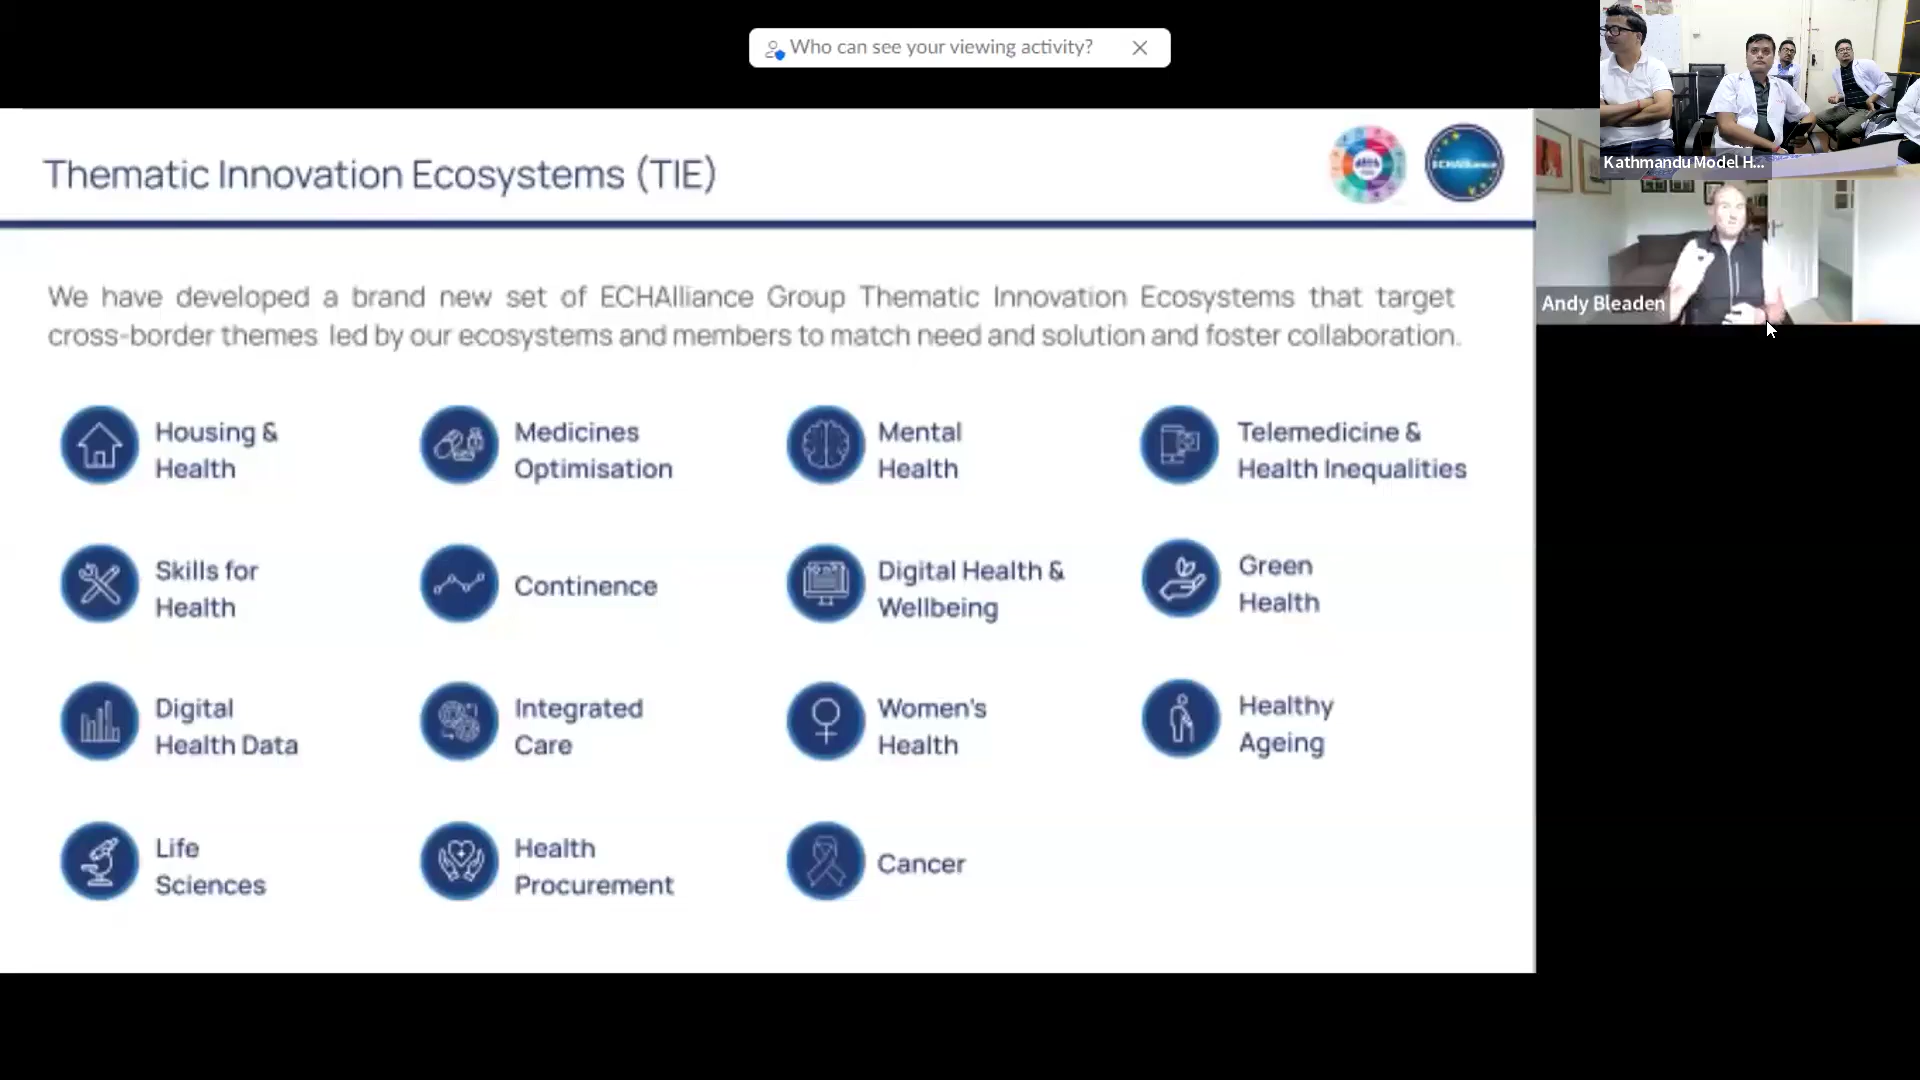 Who can see your viewing activity?
Thematic Innovation Ecosystems (TIE)
ECHAlliance
Kathmandu Model H...
Andy Bleaden
We have developed a brand new set of ECHAlliance Group Thematic Innovation Ecosystems that target
cross-border themes led by our ecosystems and members to match need and solution and foster collaboration.
Housing &
Health
Medicines
Optimisation
Mental
Health
Telemedicine &
Health Inequalities
Skills for
Health
Continence
Digital Health &
Wellbeing
Green
Health
Digital
Health Data
Integrated
Care
Women's
Health
Healthy
Ageing
Life
Sciences
Health
Procurement
Cancer